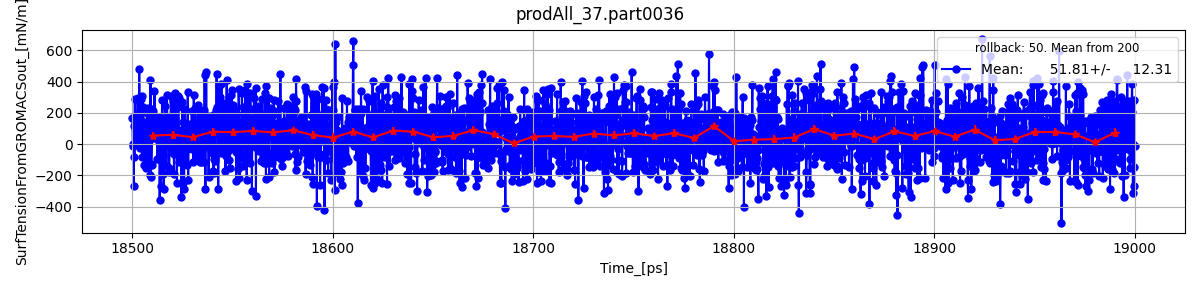 prodAll_37.part0036
SurfTensionFromGROMACSout_[mN/m]
600
400
200
0
−200
−400
rollback: 50. Mean from 200
Mean: 51.81+/- 12.31
18500 18600 18700 18800 18900 19000
Time_[ps]